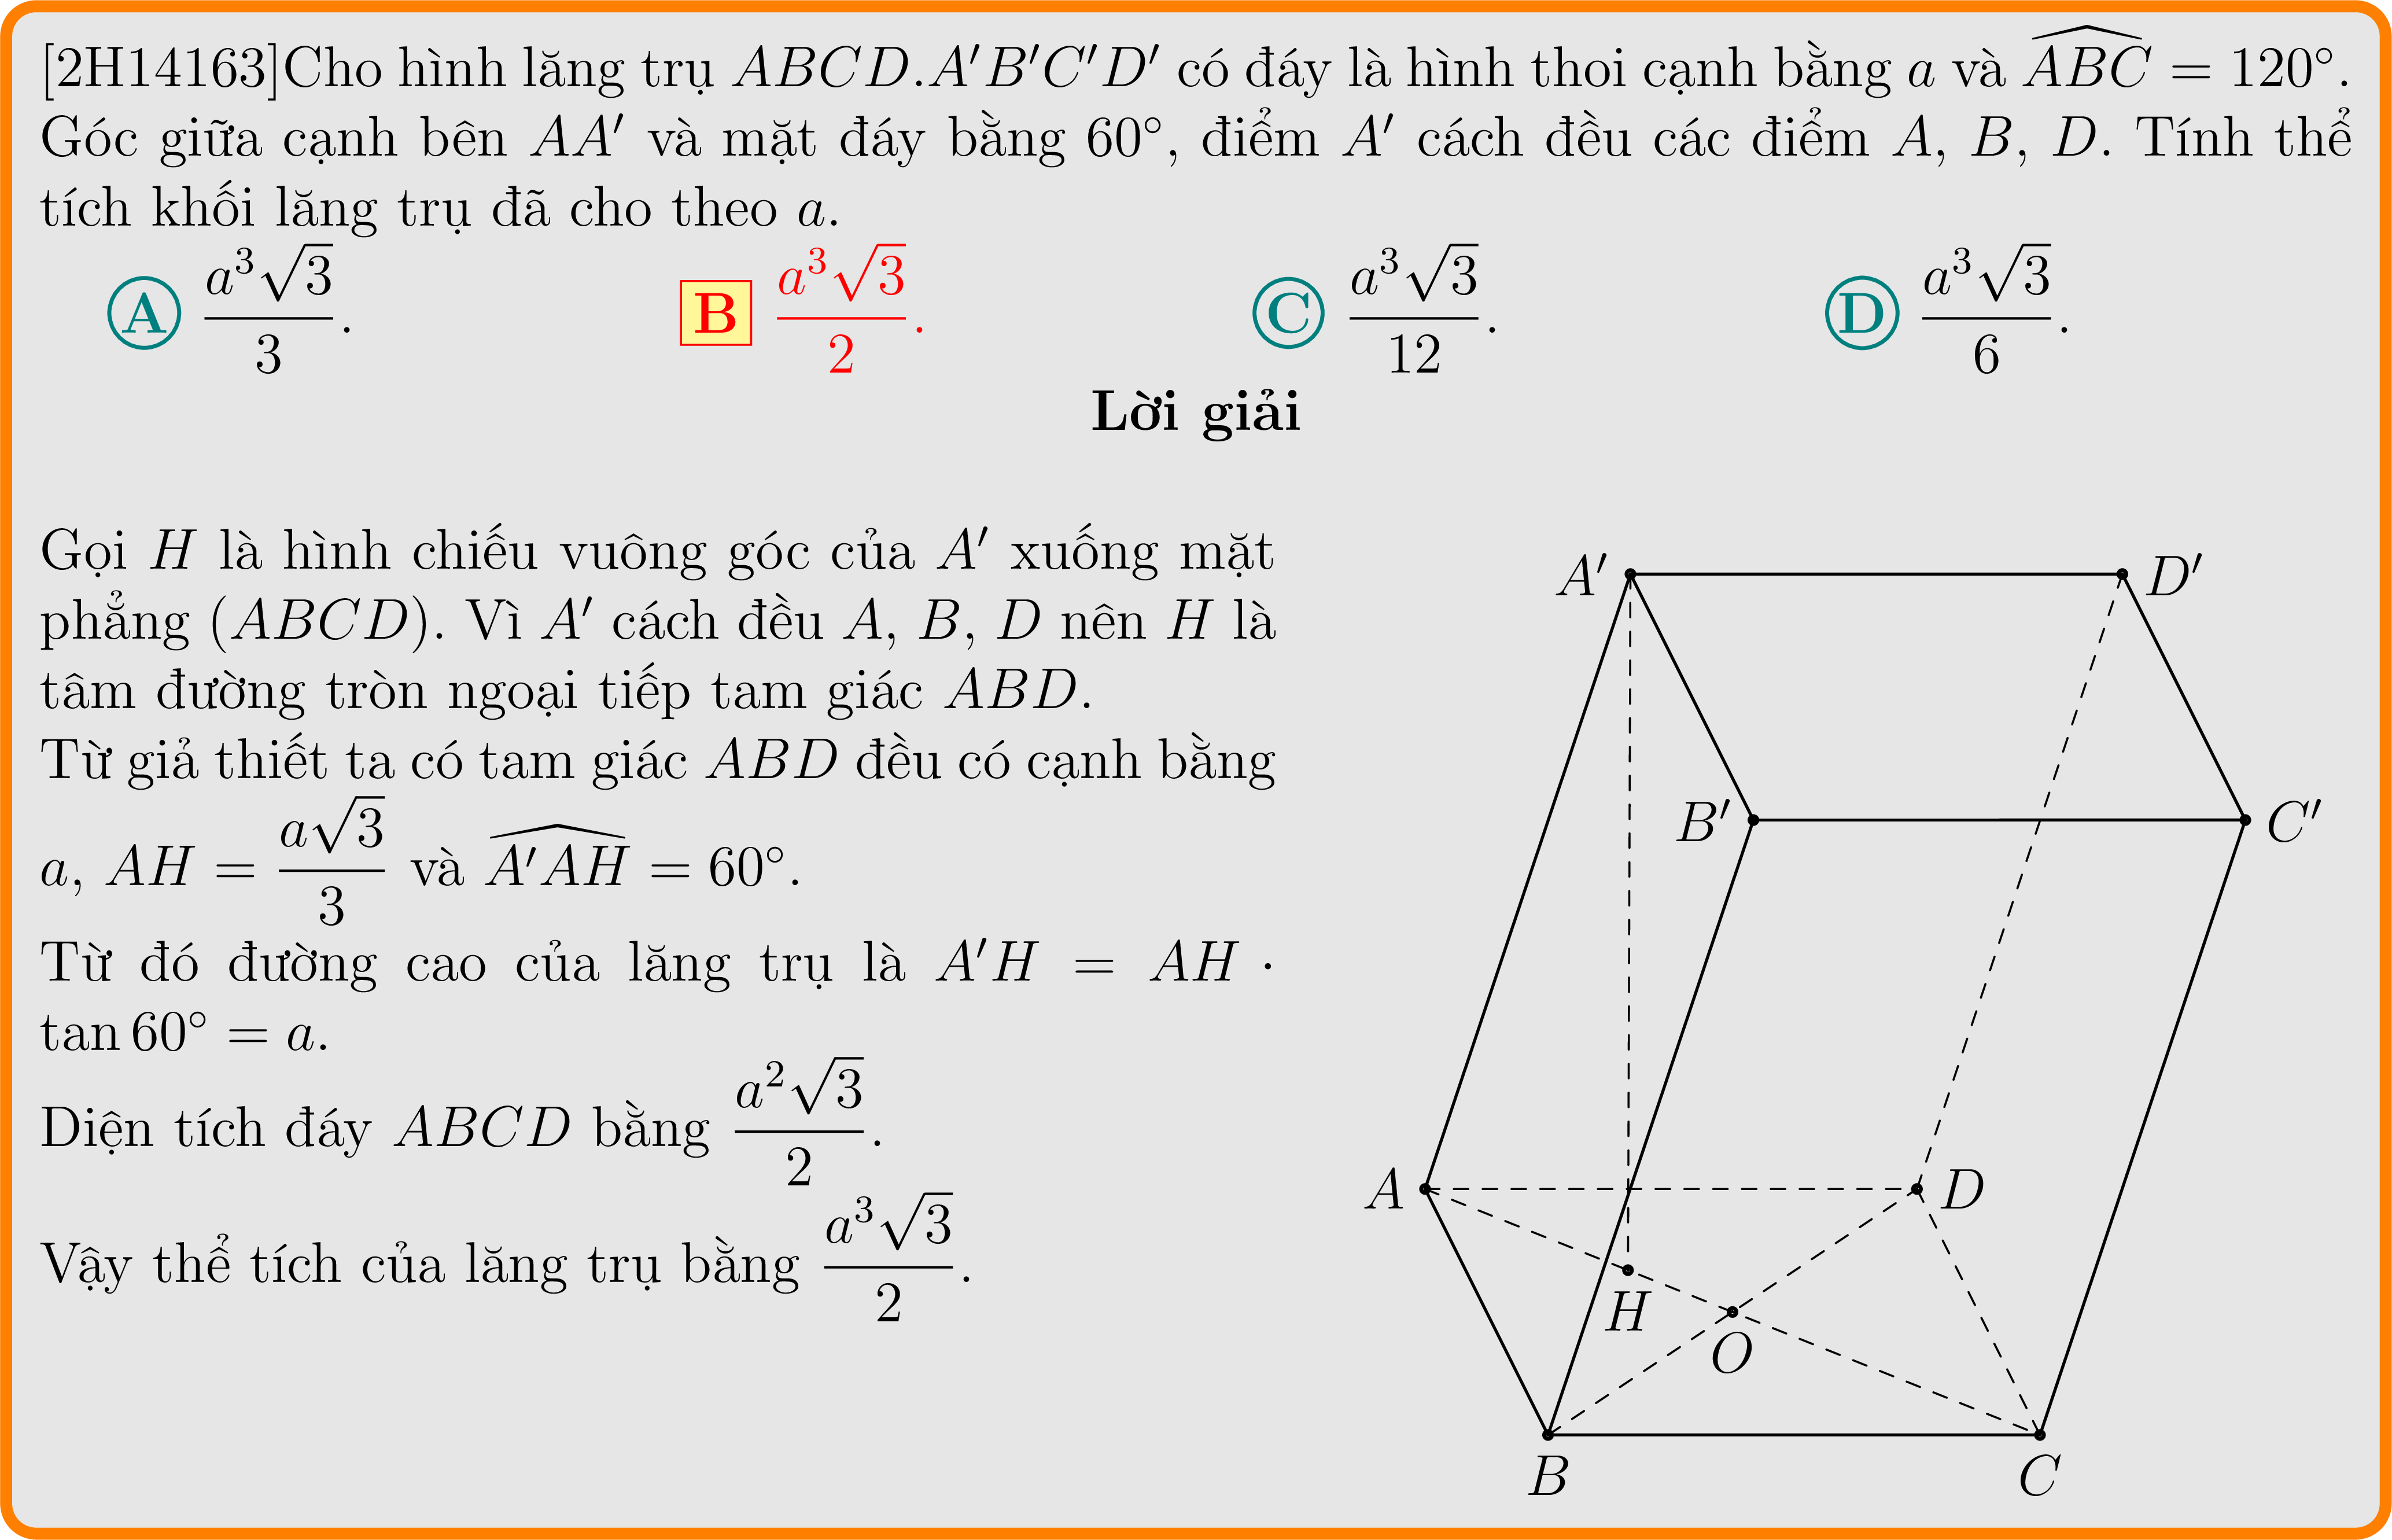 [2H14163]Cho hình lăng trụ ABCD.A′B′C′D′ có đáy là hình thoi cạnh bằng a và \widehat{ABC} = 120°.
Góc giữa cạnh bên AA′ và mặt đáy bằng 60°, điểm A′ cách đều các điểm A, B, D. Tính thể
tích khối lăng trụ đã cho theo a.
A \frac{a^3\sqrt{3}}{3}. B \frac{a^3\sqrt{3}}{2}. C \frac{a^3\sqrt{3}}{12}. D \frac{a^3\sqrt{3}}{6}.
Lời giải
Gọi H là hình chiếu vuông góc của A′ xuống mặt
phẳng (ABCD). Vì A′ cách đều A, B, D nên H là
tâm đường tròn ngoại tiếp tam giác ABD.
Từ giả thiết ta có tam giác ABD đều có cạnh bằng
a, AH = \frac{a\sqrt{3}}{3} và \widehat{A′AH} = 60°.
Từ đó đường cao của lăng trụ là A′H = AH ·
tan 60° = a.
Diện tích đáy ABCD bằng \frac{a^2\sqrt{3}}{2}.
Vậy thể tích của lăng trụ bằng \frac{a^3\sqrt{3}}{2}.
A′
D′
B′
C′
A
D
H
O
B
C